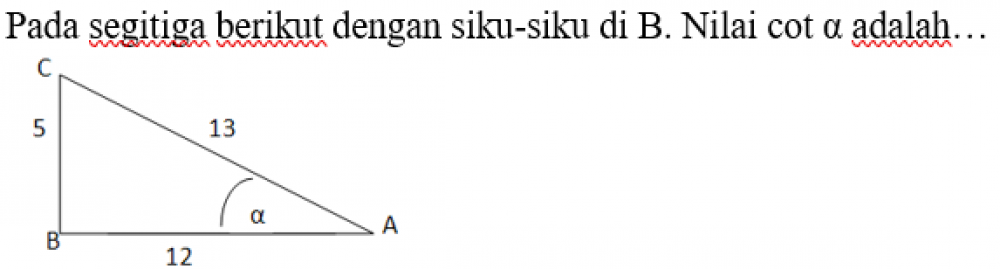 Pada segitiga berikut dengan siku-siku di B. Nilai cot α adalah…
C
5
13
α
A
B
12